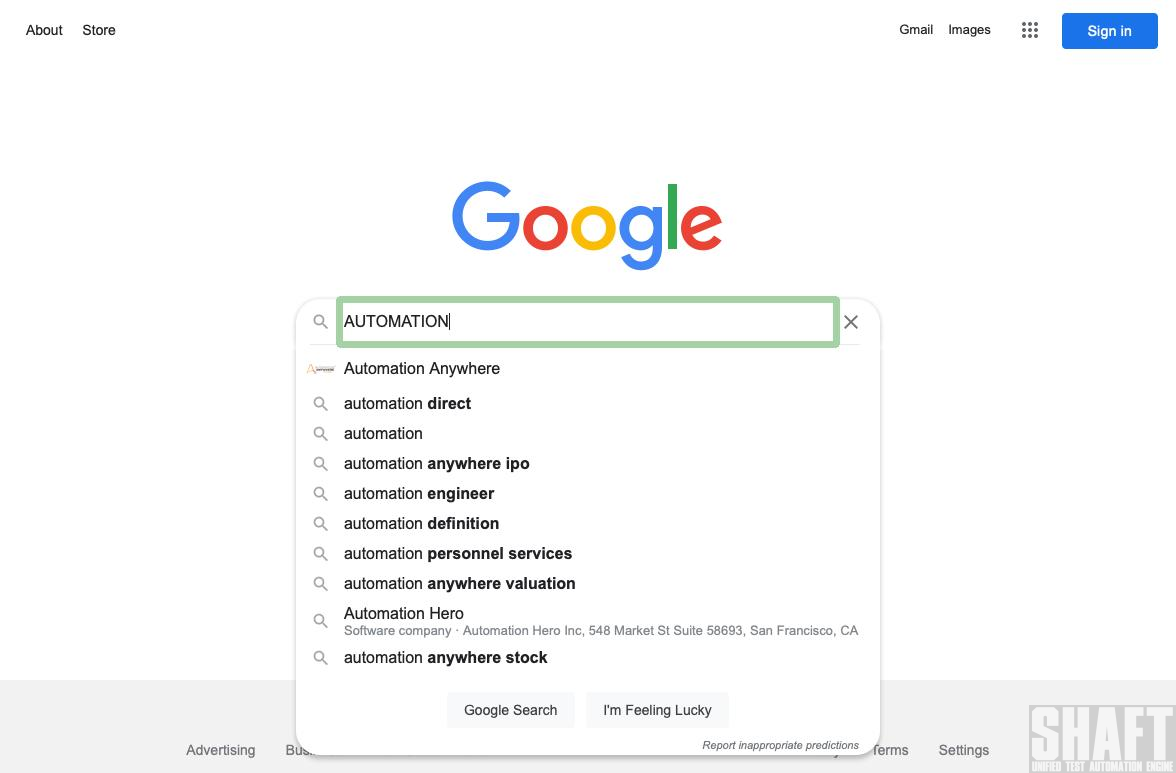 About Store Gmail Images Sign in
Google
AUTOMATION
Automation Anywhere
automation direct
automation
automation anywhere ipo
automation engineer
automation definition
automation personnel services
automation anywhere valuation
Automation Hero
Software company · Automation Hero Inc, 548 Market St Suite 58693, San Francisco, CA
automation anywhere stock
Google Search I'm Feeling Lucky
Report inappropriate predictions
Advertising Terms Settings
SHAFT
UNIFIED TEST AUTOMATION ENGINE